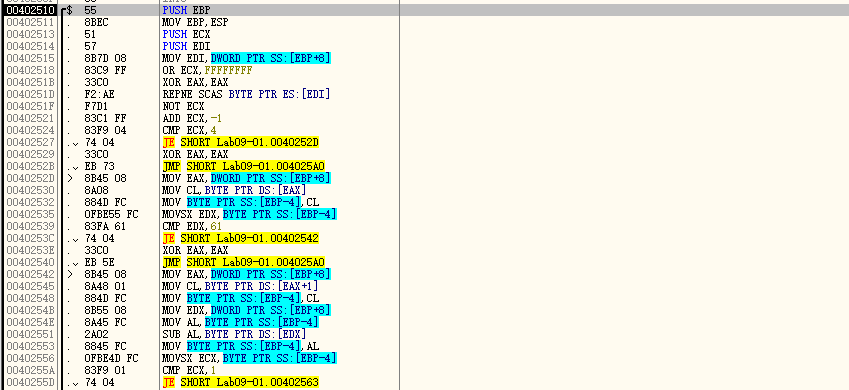 00402510 $ 55 PUSH EBP
00402511 . 8BEC MOV EBP, ESP
00402513 . 51 PUSH ECX
00402514 . 57 PUSH EDI
00402515 . 8B7D 08 MOV EDI, DWORD PTR SS:[EBP+8]
00402518 . 83C9 FF OR ECX, FFFFFFFF
0040251B . 33C0 XOR EAX, EAX
0040251D . F2:AE REPNE SCAS BYTE PTR ES:[EDI]
0040251F . F7D1 NOT ECX
00402521 . 83C1 FF ADD ECX, -1
00402524 . 83F9 04 CMP ECX, 4
00402527 . 74 04 JE SHORT Lab09-01.0040252D
00402529 . 33C0 XOR EAX, EAX
0040252B . EB 73 JMP SHORT Lab09-01.004025A0
0040252D > 8B45 08 MOV EAX, DWORD PTR SS:[EBP+8]
00402530 . 8A08 MOV CL, BYTE PTR DS:[EAX]
00402532 . 884D FC MOV BYTE PTR SS:[EBP-4], CL
00402535 . 0FBE55 FC MOVSX EDX, BYTE PTR SS:[EBP-4]
00402539 . 83FA 61 CMP EDX, 61
0040253C . 74 04 JE SHORT Lab09-01.00402542
0040253E . 33C0 XOR EAX, EAX
00402540 . EB 5E JMP SHORT Lab09-01.004025A0
00402542 > 8B45 08 MOV EAX, DWORD PTR SS:[EBP+8]
00402545 . 8A48 01 MOV CL, BYTE PTR DS:[EAX+1]
00402548 . 884D FC MOV BYTE PTR SS:[EBP-4], CL
0040254B . 8B55 08 MOV EDX, DWORD PTR SS:[EBP+8]
0040254E . 8A45 FC MOV AL, BYTE PTR SS:[EBP-4]
00402551 . 2A02 SUB AL, BYTE PTR DS:[EDX]
00402553 . 8845 FC MOV BYTE PTR SS:[EBP-4], AL
00402556 . 0FBE4D FC MOVSX ECX, BYTE PTR SS:[EBP-4]
0040255A . 83F9 01 CMP ECX, 1
0040255D . 74 04 JE SHORT Lab09-01.00402563